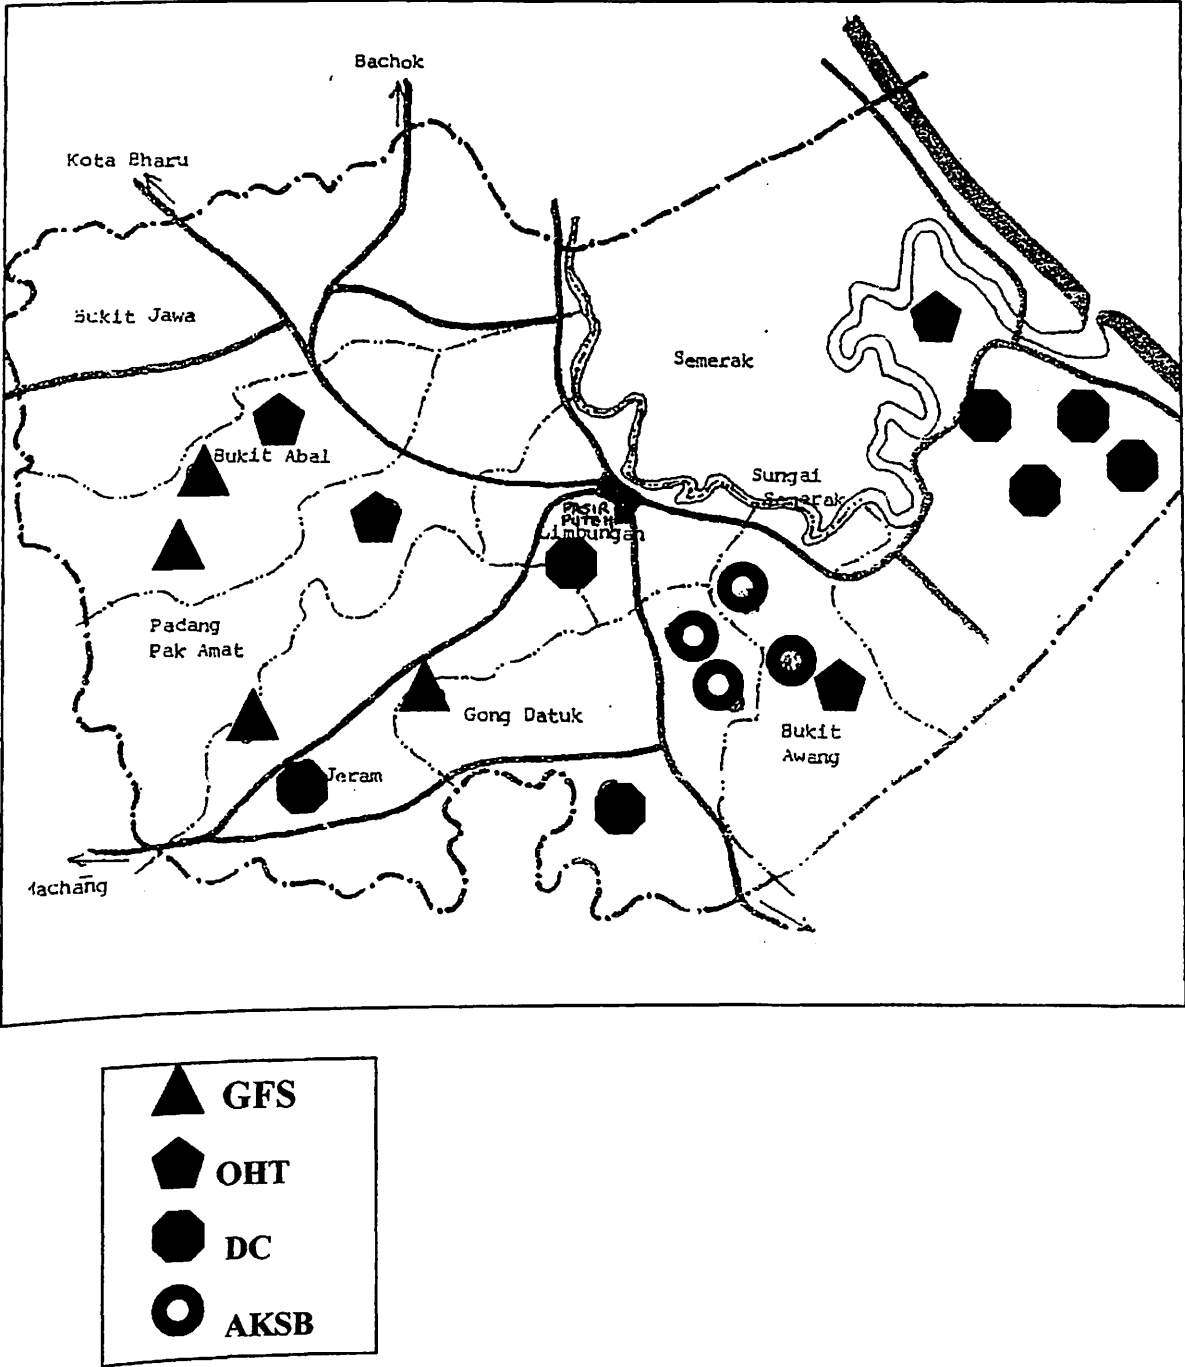 Bachok
Kota Bharu
Bukit Jawa
Semerak
Bukit Abal
Sungai
Semerak
PASIR
PUTEH
Limbungan
Padang
Pak Amat
Gong Datuk
Bukit
Awang
Jeram
Machang
GFS
OHT
DC
AKSB